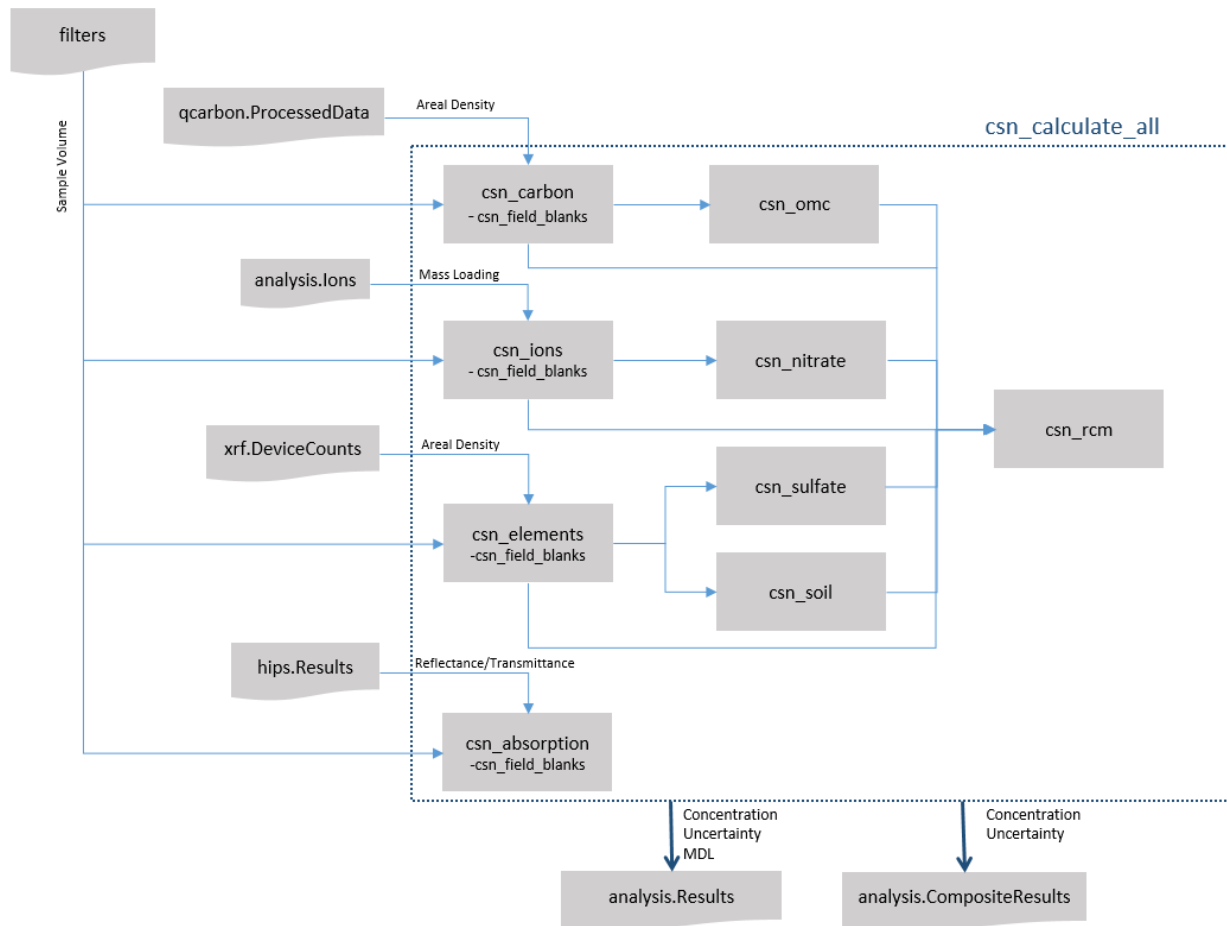 filters
Sample Volume
qcarbon.ProcessedData
Areal Density
csn_calculate_all
csn_carbon
- csn_field_blanks
csn_omc
analysis.Ions
Mass Loading
csn_ions
- csn_field_blanks
csn_nitrate
csn_rcm
xrf.DeviceCounts
Areal Density
csn_sulfate
csn_elements
-csn_field_blanks
csn_soil
hips.Results
Reflectance/Transmittance
csn_absorption
-csn_field_blanks
Concentration
Uncertainty
MDL
Concentration
Uncertainty
analysis.Results
analysis.CompositeResults